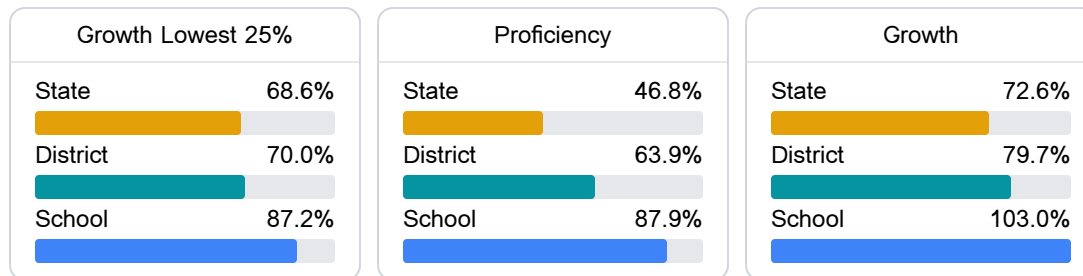 Growth Lowest 25%
State 68.6%
District 70.0%
School 87.2%
Proficiency
State 46.8%
District 63.9%
School 87.9%
Growth
State 72.6%
District 79.7%
School 103.0%